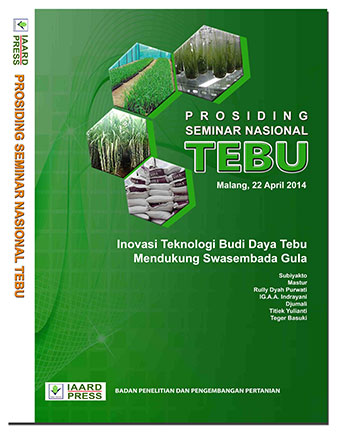 IAARD
PRESS
PROSIDING SEMINAR NASIONAL TEBU
PROSIDING
SEMINAR NASIONAL
TEBU
Malang, 22 April 2014
Inovasi Teknologi Budi Daya Tebu
Mendukung Swasembada Gula
Subiyakto
Mastur
Rully Dyah Purwati
IG.A.A. Indrayani
Djumali
Titiek Yulianti
Teger Basuki
IAARD
PRESS
BADAN PENELITIAN DAN PENGEMBANGAN PERTANIAN